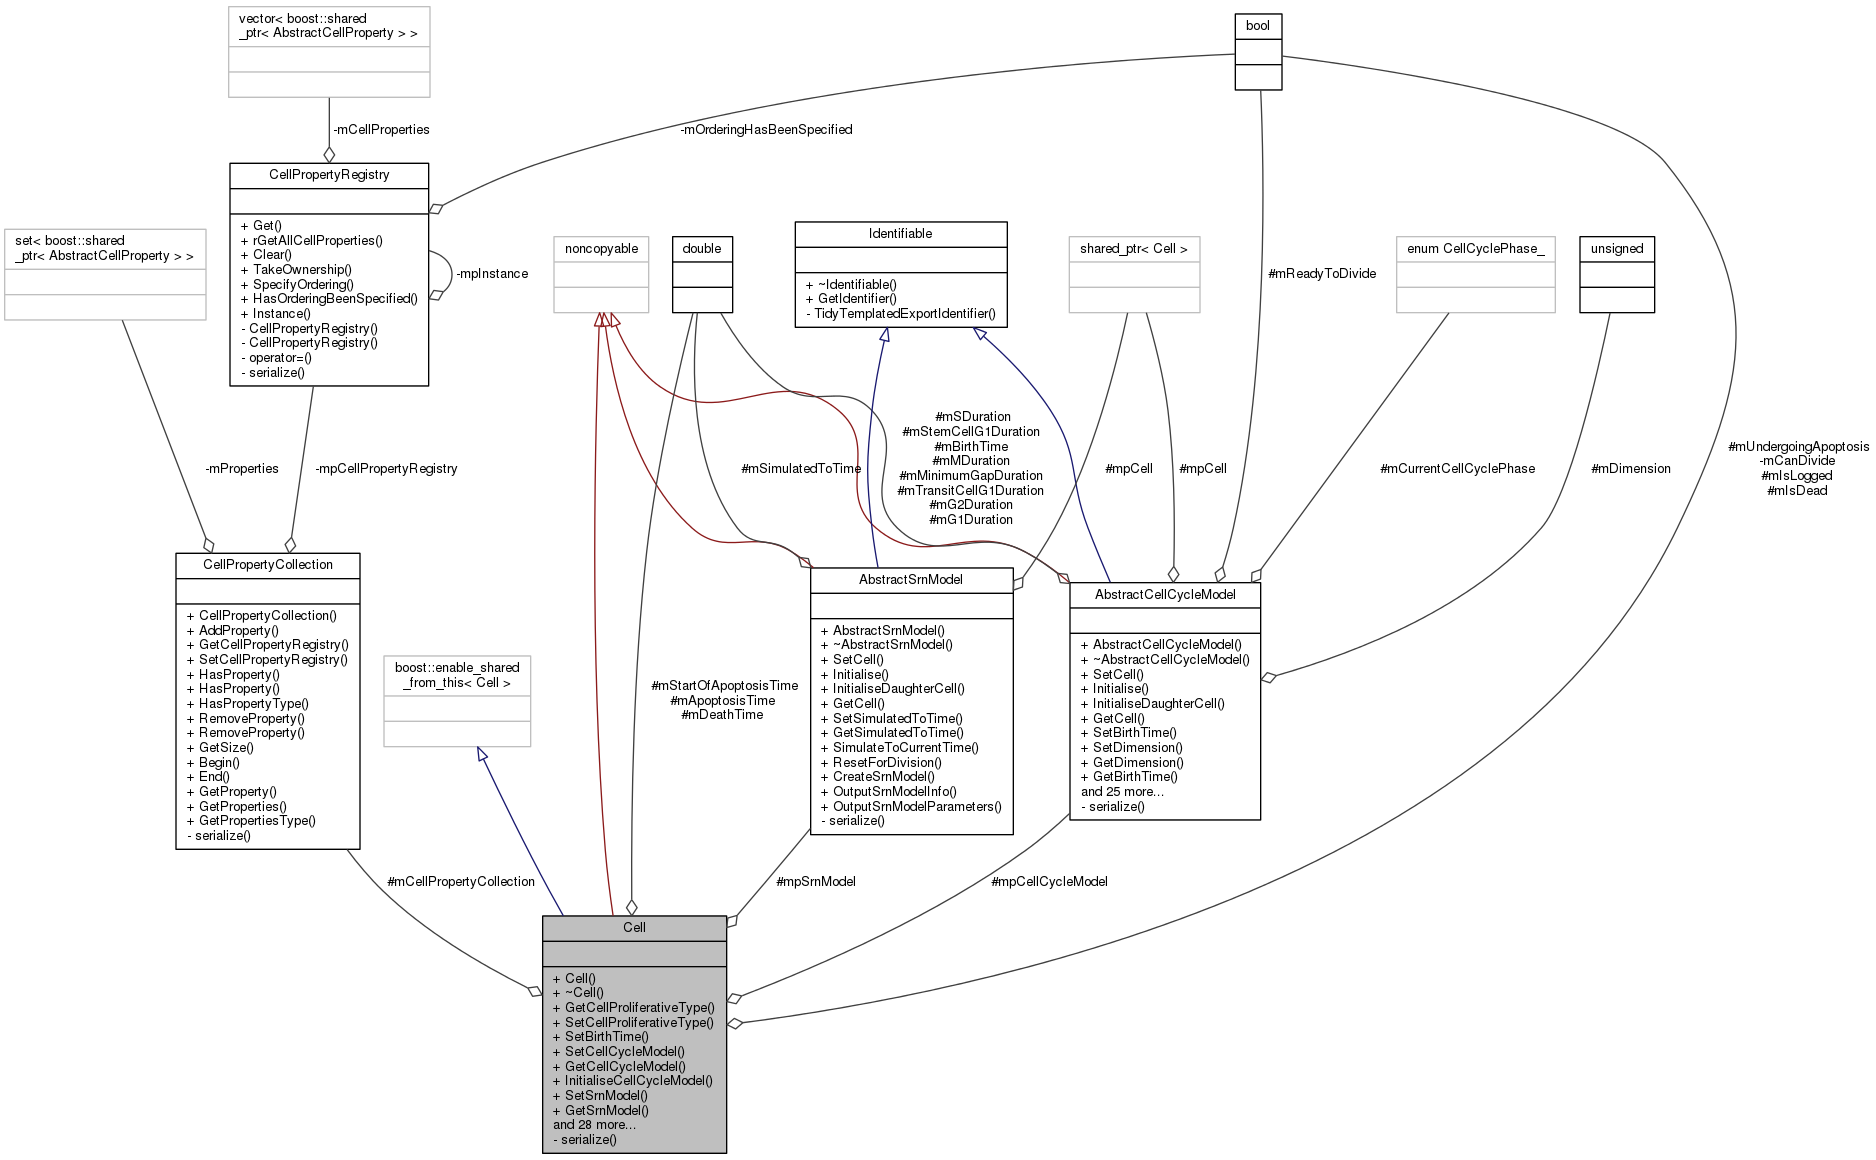 vector< boost::shared
_ptr< AbstractCellProperty > >
bool
-mCellProperties
-mOrderingHasBeenSpecified
CellPropertyRegistry
+ Get()
+ rGetAllCellProperties()
+ Clear()
+ TakeOwnership()
+ SpecifyOrdering()
+ HasOrderingBeenSpecified()
+ Instance()
- CellPropertyRegistry()
- CellPropertyRegistry()
- operator=()
- serialize()
-mpInstance
set< boost::shared
_ptr< AbstractCellProperty > >
noncopyable
double
Identifiable
+ ~Identifiable()
+ GetIdentifier()
- TidyTemplatedExportIdentifier()
shared_ptr< Cell >
#mReadyToDivide
enum CellCyclePhase_
unsigned
-mProperties
-mpCellPropertyRegistry
#mSimulatedToTime
#mSDuration
#mStemCellG1Duration
#mBirthTime
#mMDuration
#mMinimumGapDuration
#mTransitCellG1Duration
#mG2Duration
#mG1Duration
#mpCell
#mpCell
#mCurrentCellCyclePhase
#mDimension
#mUndergoingApoptosis
-mCanDivide
#mIsLogged
#mIsDead
CellPropertyCollection
+ CellPropertyCollection()
+ AddProperty()
+ GetCellPropertyRegistry()
+ SetCellPropertyRegistry()
+ HasProperty()
+ HasProperty()
+ HasPropertyType()
+ RemoveProperty()
+ RemoveProperty()
+ GetSize()
+ Begin()
+ End()
+ GetProperty()
+ GetProperties()
+ GetPropertiesType()
- serialize()
boost::enable_shared
_from_this< Cell >
#mStartOfApoptosisTime
#mApoptosisTime
#mDeathTime
AbstractSrnModel
+ AbstractSrnModel()
+ ~AbstractSrnModel()
+ SetCell()
+ Initialise()
+ InitialiseDaughterCell()
+ GetCell()
+ SetSimulatedToTime()
+ GetSimulatedToTime()
+ SimulateToCurrentTime()
+ ResetForDivision()
+ CreateSrnModel()
+ OutputSrnModelInfo()
+ OutputSrnModelParameters()
- serialize()
AbstractCellCycleModel
+ AbstractCellCycleModel()
+ ~AbstractCellCycleModel()
+ SetCell()
+ Initialise()
+ InitialiseDaughterCell()
+ GetCell()
+ SetBirthTime()
+ SetDimension()
+ GetDimension()
+ GetBirthTime()
and 25 more...
- serialize()
#mCellPropertyCollection
#mpSrnModel
#mpCellCycleModel
Cell
+ Cell()
+ ~Cell()
+ GetCellProliferativeType()
+ SetCellProliferativeType()
+ SetBirthTime()
+ SetCellCycleModel()
+ GetCellCycleModel()
+ InitialiseCellCycleModel()
+ SetSrnModel()
+ GetSrnModel()
and 28 more...
- serialize()